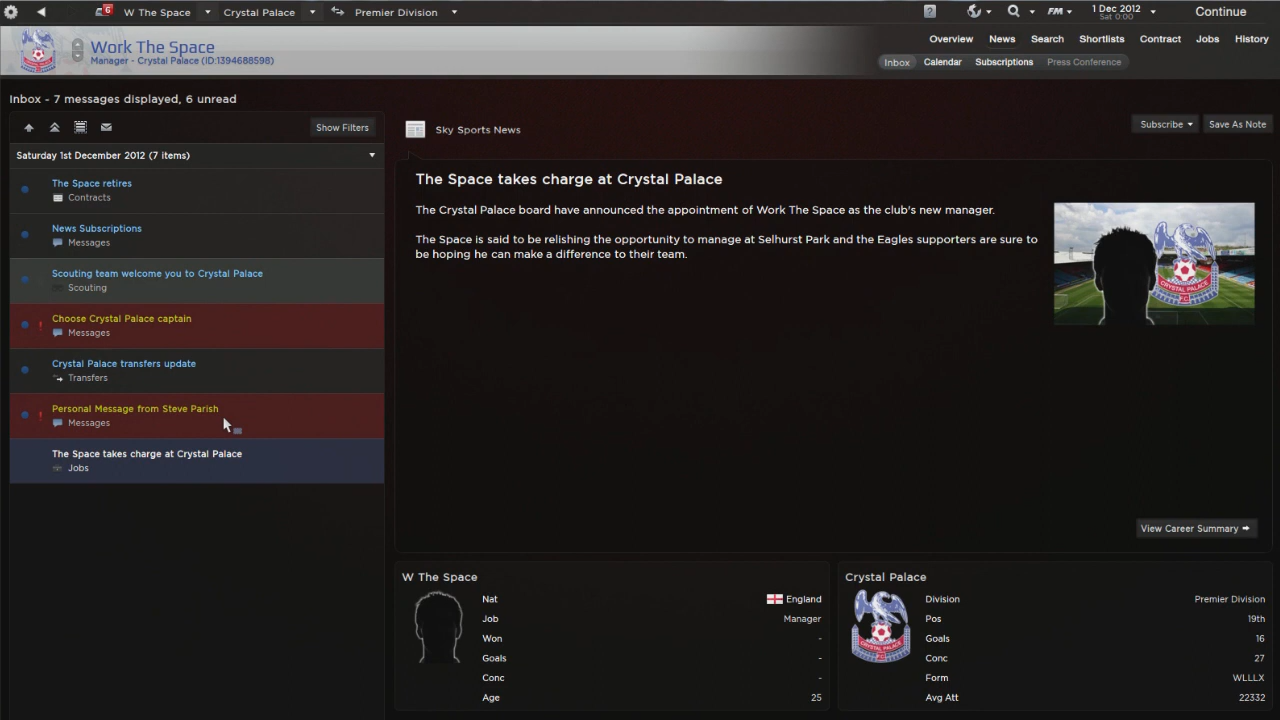 6
W The Space
Crystal Palace
Premier Division
?
FM
1 Dec 2012
Sat 0:00
Continue
Work The Space
Manager - Crystal Palace (ID:1394688598)
Overview
News
Search
Shortlists
Contract
Jobs
History
Inbox
Calendar
Subscriptions
Press Conference
Inbox - 7 messages displayed, 6 unread
Show Filters
Saturday 1st December 2012 (7 items)
The Space retires
Contracts
News Subscriptions
Messages
Scouting team welcome you to Crystal Palace
Scouting
! Choose Crystal Palace captain
Messages
Crystal Palace transfers update
Transfers
! Personal Message from Steve Parish
Messages
The Space takes charge at Crystal Palace
Jobs
Sky Sports News
Subscribe
Save As Note
The Space takes charge at Crystal Palace
The Crystal Palace board have announced the appointment of Work The Space as the club's new manager.
The Space is said to be relishing the opportunity to manage at Selhurst Park and the Eagles supporters are sure to
be hoping he can make a difference to their team.
CRYSTAL PALACE
F.C.
View Career Summary
W The Space
Nat England
Job Manager
Won -
Goals -
Conc -
Age 25
Crystal Palace
CRYSTAL PALACE
F.C.
Division Premier Division
Pos 19th
Goals 16
Conc 27
Form WLLLX
Avg Att 22332